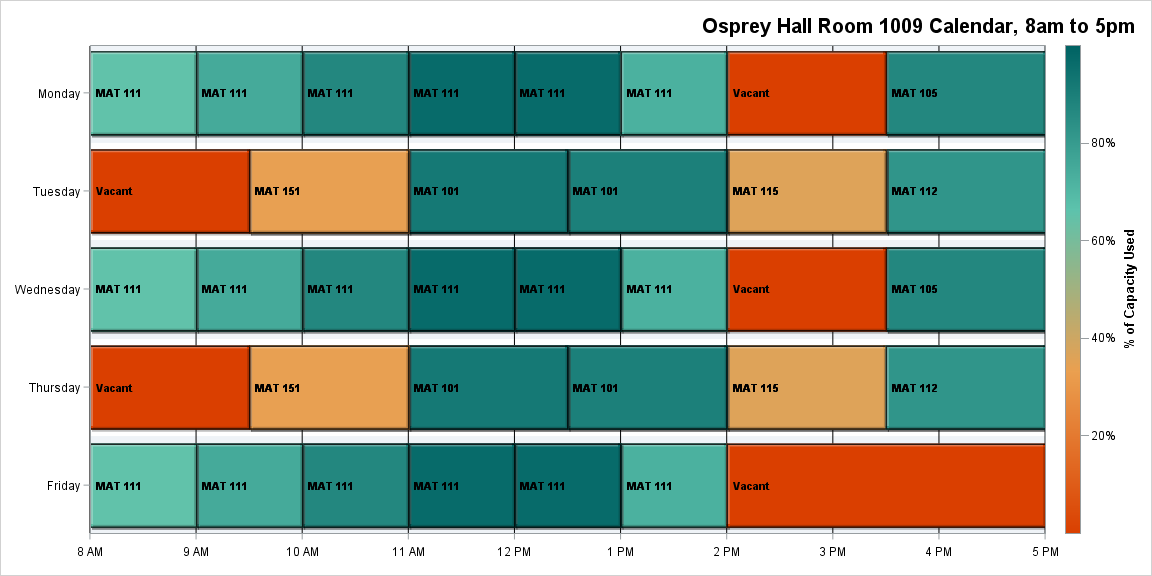 Osprey Hall Room 1009 Calendar, 8am to 5pm
Monday MAT 111 MAT 111 MAT 111 MAT 111 MAT 111 MAT 111 Vacant MAT 105
Tuesday Vacant MAT 151 MAT 101 MAT 101 MAT 115 MAT 112
Wednesday MAT 111 MAT 111 MAT 111 MAT 111 MAT 111 MAT 111 Vacant MAT 105
Thursday Vacant MAT 151 MAT 101 MAT 101 MAT 115 MAT 112
Friday MAT 111 MAT 111 MAT 111 MAT 111 MAT 111 MAT 111 Vacant
8 AM 9 AM 10 AM 11 AM 12 PM 1 PM 2 PM 3 PM 4 PM 5 PM
80%
60%
40%
20%
% of Capacity Used